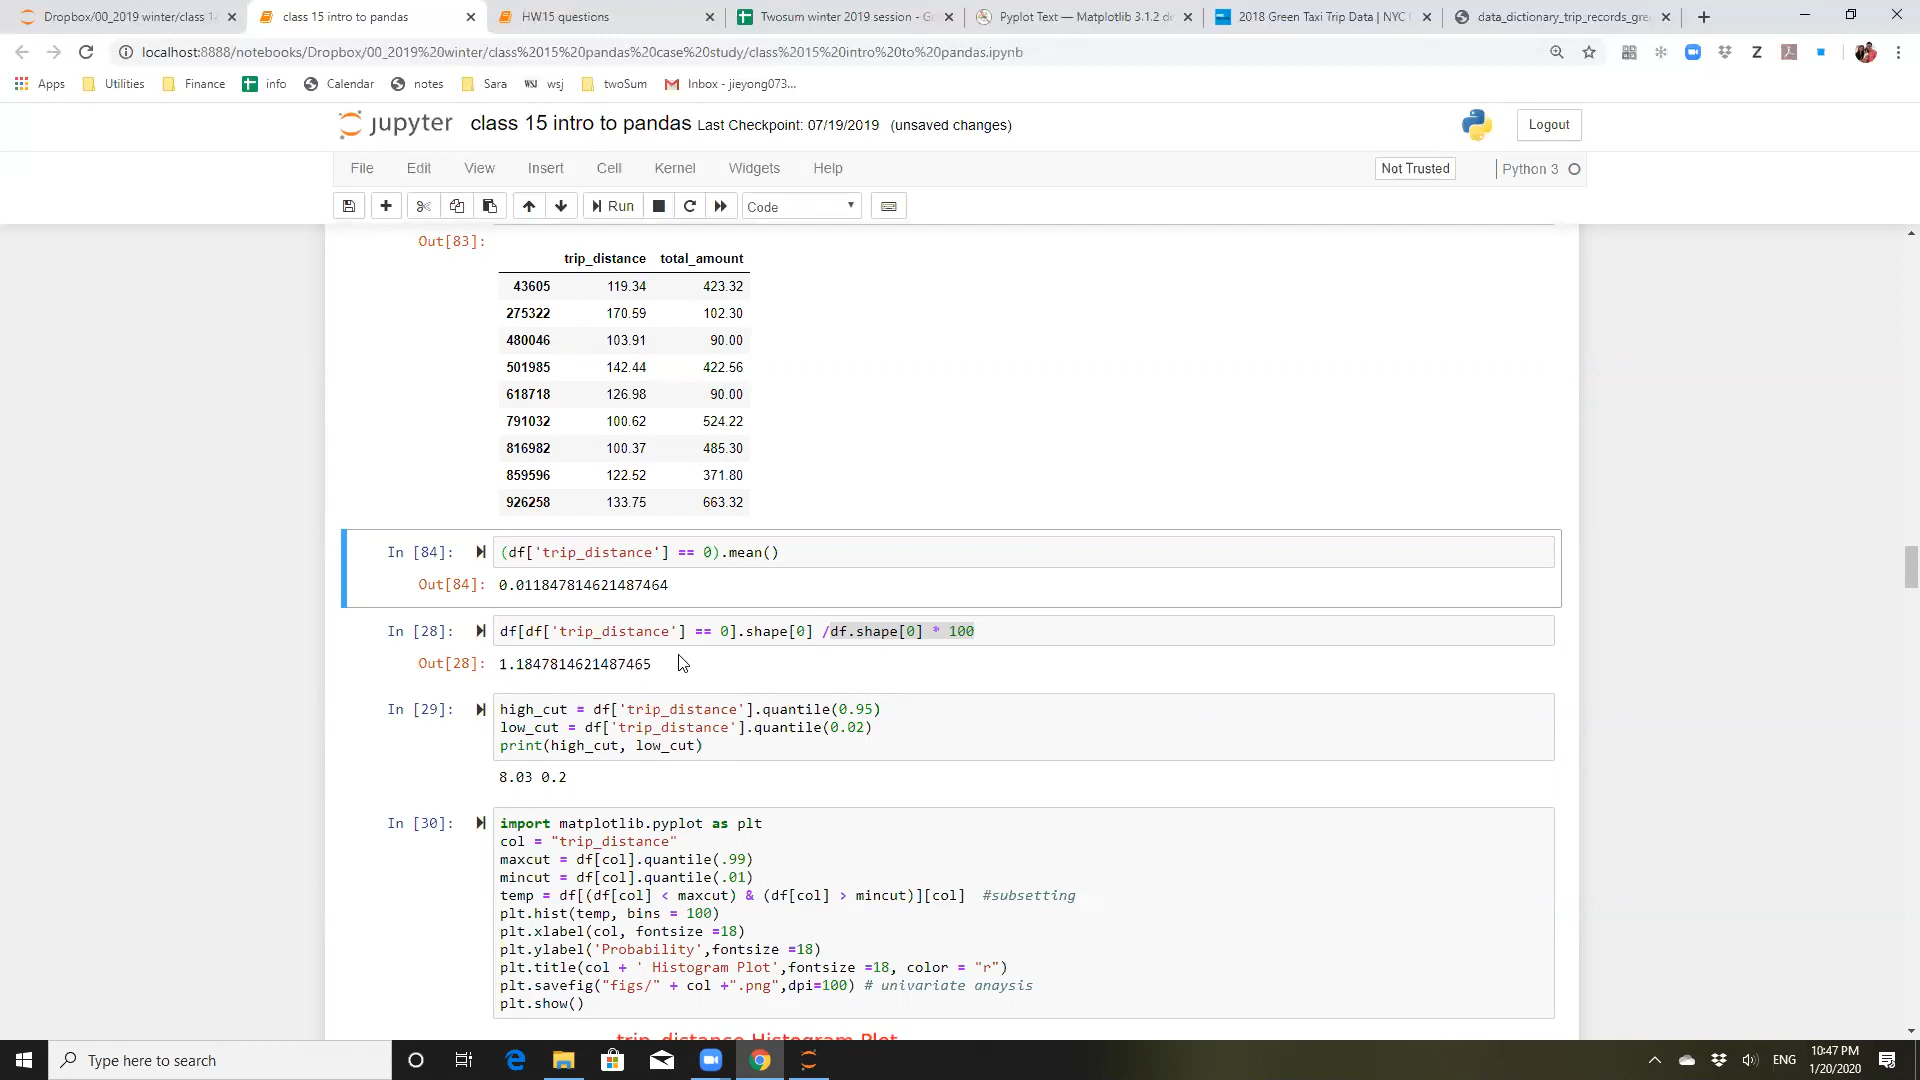 Dropbox/00_2019 winter/class 1
class 15 intro to pandas
HW15 questions
Twosum winter 2019 session - G
Pyplot Text — Matplotlib 3.1.2 d
2018 Green Taxi Trip Data | NYC
data_dictionary_trip_records_gre
localhost:8888/notebooks/Dropbox/00_2019%20winter/class%2015%20pandas%20case%20study/class%2015%20intro%20to%20pandas.ipynb
Apps Utilities Finance info Calendar notes Sara wsj twoSum Inbox - jieyong073...
jupyter class 15 intro to pandas Last Checkpoint: 07/19/2019 (unsaved changes) Logout
File Edit View Insert Cell Kernel Widgets Help Not Trusted Python 3
Run Code
Out[83]:
trip_distance total_amount
43605 119.34 423.32
275322 170.59 102.30
480046 103.91 90.00
501985 142.44 422.56
618718 126.98 90.00
791032 100.62 524.22
816982 100.37 485.30
859596 122.52 371.80
926258 133.75 663.32
In [84]: (df['trip_distance'] == 0).mean()
Out[84]: 0.011847814621487464
In [28]: df[df['trip_distance'] == 0].shape[0] /df.shape[0] * 100
Out[28]: 1.1847814621487465
In [29]: high_cut = df['trip_distance'].quantile(0.95)
low_cut = df['trip_distance'].quantile(0.02)
print(high_cut, low_cut)
8.03 0.2
In [30]: import matplotlib.pyplot as plt
col = "trip_distance"
maxcut = df[col].quantile(.99)
mincut = df[col].quantile(.01)
temp = df[(df[col] < maxcut) & (df[col] > mincut)][col]  #subsetting
plt.hist(temp, bins = 100)
plt.xlabel(col, fontsize =18)
plt.ylabel('Probability',fontsize =18)
plt.title(col + ' Histogram Plot',fontsize =18, color = "r")
plt.savefig("figs/" + col +".png",dpi=100) # univariate anaysis
plt.show()
trip_distance Histogram Plot
Type here to search
ENG
10:47 PM
1/20/2020